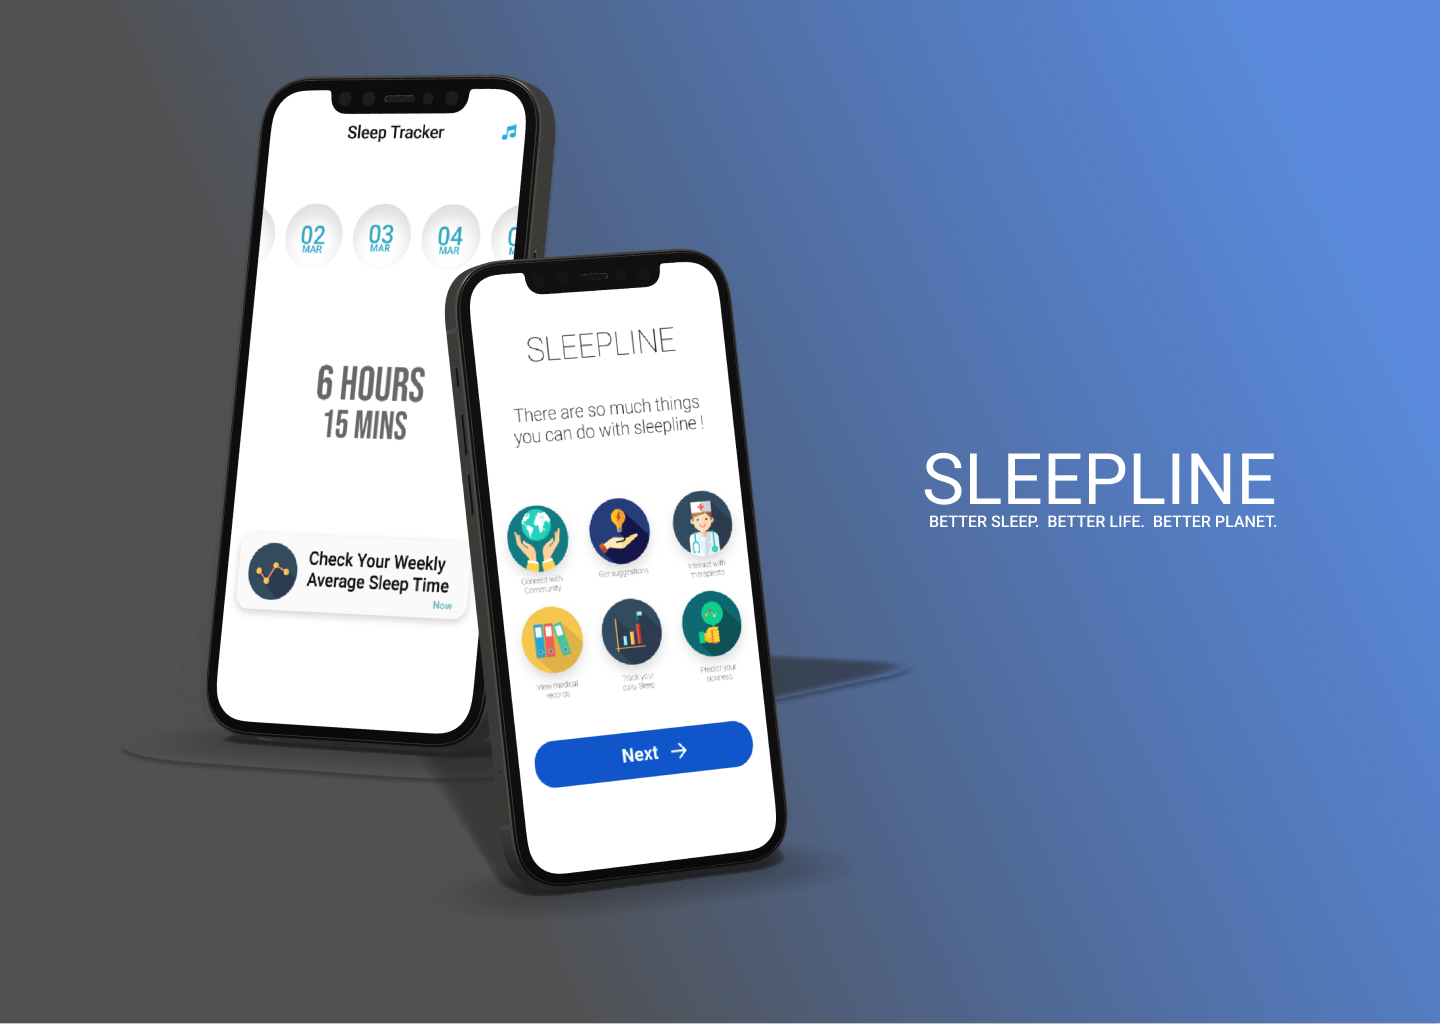 Sleep Tracker
02 03 04
MAR MAR MAR
6 HOURS
15 MINS
Check Your Weekly
Average Sleep Time
Now
SLEEPLINE
There are so much things
you can do with sleepline !
Connect with
Community
Get suggestions
Interact with
therapists
View medical
records
Track your
daily Sleep
Predict your
sickness
Next
SLEEPLINE
BETTER SLEEP. BETTER LIFE. BETTER PLANET.